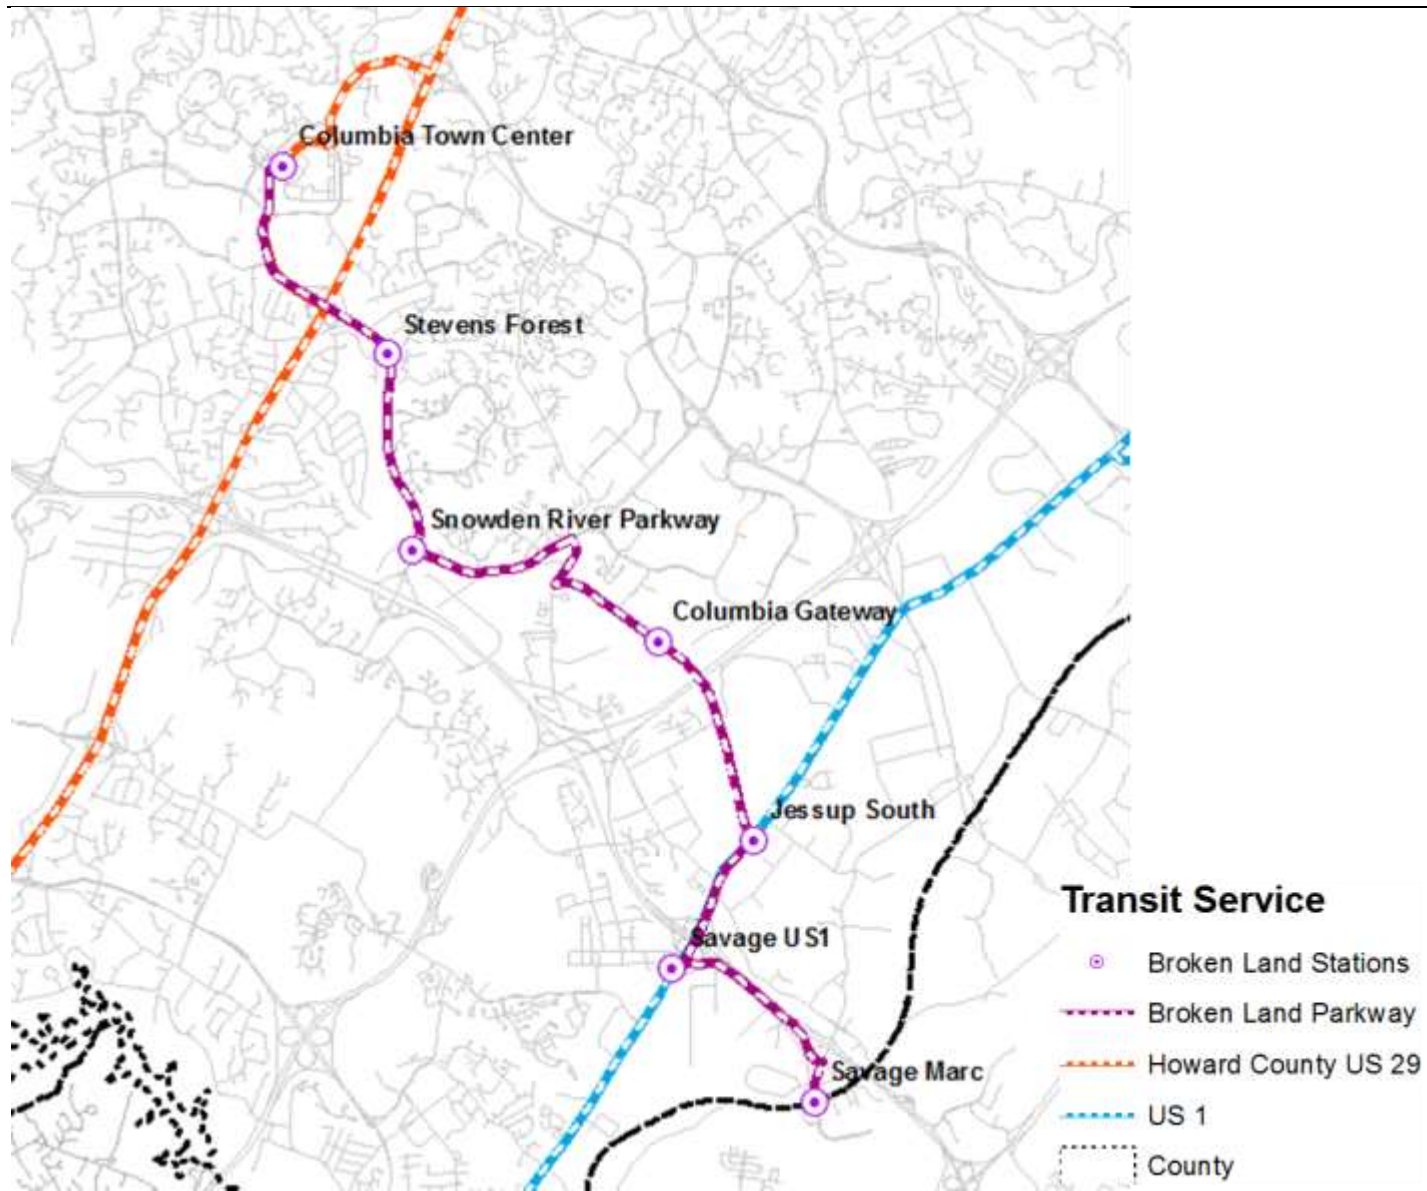 Columbia Town Center
Stevens Forest
Snowden River Parkway
Columbia Gateway
Jessup South
Savage US1
Savage Marc
Transit Service
Broken Land Stations
Broken Land Parkway
Howard County US 29
US 1
County